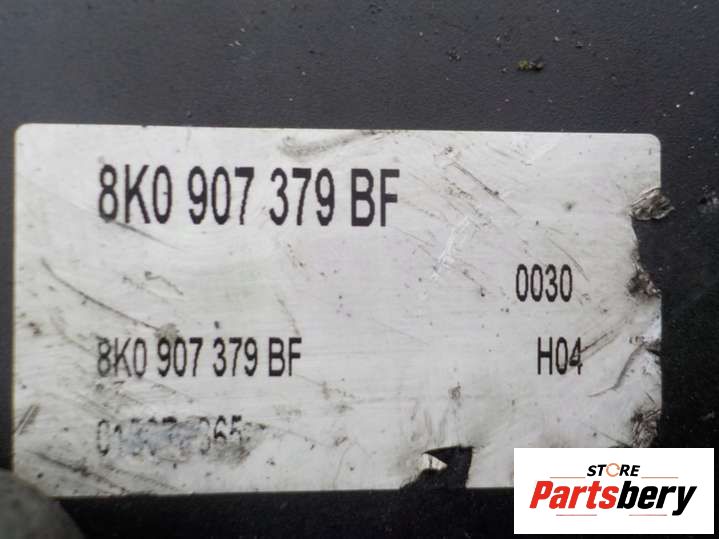 8K0 907 379 BF
0030
8K0 907 379 BF
H04
STORE
Partsbery